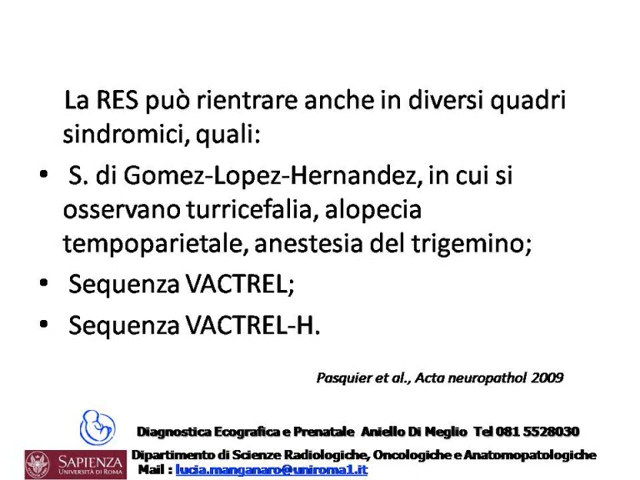 La RES può rientrare anche in diversi quadri
sindromici, quali:
• S. di Gomez-Lopez-Hernandez, in cui si
osservano turricefalia, alopecia
tempoparietale, anestesia del trigemino;
• Sequenza VACTREL;
• Sequenza VACTREL-H.
Pasquier et al., Acta neuropathol 2009
Diagnostica Ecografica e Prenatale Aniello Di Meglio Tel 081 5528030
SAPIENZA
UNIVERSITÀ DI ROMA
Dipartimento di Scienze Radiologiche, Oncologiche e Anatomopatologiche
Mail : lucia.manganaro@uniroma1.it